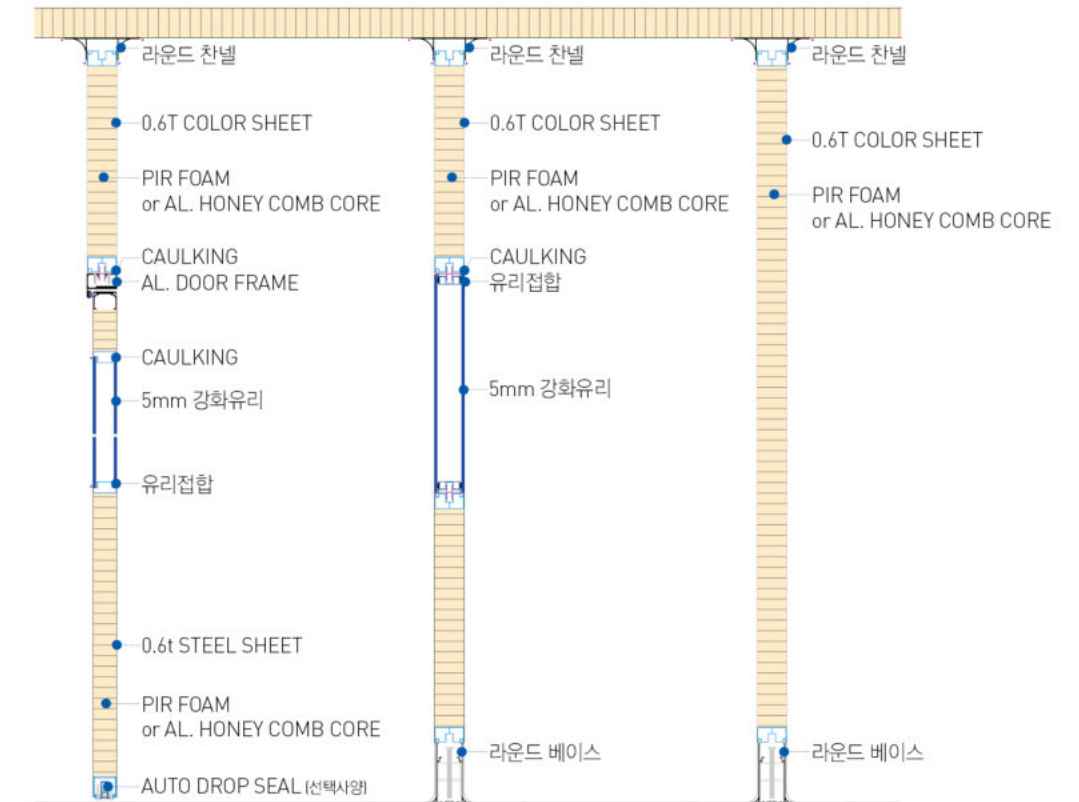 라운드 찬넬
0.6T COLOR SHEET
PIR FOAM
or AL. HONEY COMB CORE
CAULKING
AL. DOOR FRAME
CAULKING
5mm 강화유리
유리접합
0.6t STEEL SHEET
PIR FOAM
or AL. HONEY COMB CORE
AUTO DROP SEAL (선택사양)
라운드 찬넬
0.6T COLOR SHEET
PIR FOAM
or AL. HONEY COMB CORE
CAULKING
유리접합
5mm 강화유리
라운드 베이스
라운드 찬넬
0.6T COLOR SHEET
PIR FOAM
or AL. HONEY COMB CORE
라운드 베이스